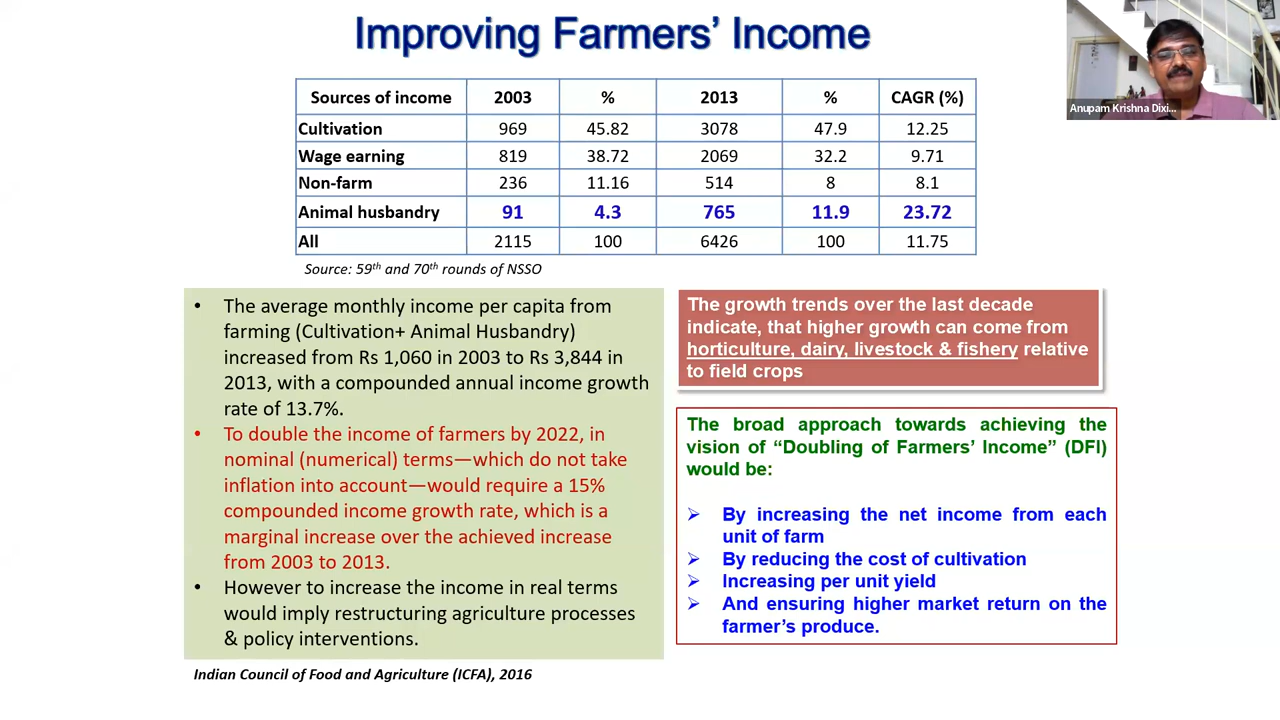 Improving Farmers' Income
Anupam Krishna Dixi...
Sources of income 2003 % 2013 % CAGR (%)
Cultivation 969 45.82 3078 47.9 12.25
Wage earning 819 38.72 2069 32.2 9.71
Non-farm 236 11.16 514 8 8.1
Animal husbandry 91 4.3 765 11.9 23.72
All 2115 100 6426 100 11.75
Source: 59th and 70th rounds of NSSO
• The average monthly income per capita from
farming (Cultivation+ Animal Husbandry)
increased from Rs 1,060 in 2003 to Rs 3,844 in
2013, with a compounded annual income growth
rate of 13.7%.
• To double the income of farmers by 2022, in
nominal (numerical) terms—which do not take
inflation into account—would require a 15%
compounded income growth rate, which is a
marginal increase over the achieved increase
from 2003 to 2013.
• However to increase the income in real terms
would imply restructuring agriculture processes
& policy interventions.
The growth trends over the last decade
indicate, that higher growth can come from
horticulture, dairy, livestock & fishery relative
to field crops
The broad approach towards achieving the
vision of “Doubling of Farmers’ Income” (DFI)
would be:
➢ By increasing the net income from each
unit of farm
➢ By reducing the cost of cultivation
➢ Increasing per unit yield
➢ And ensuring higher market return on the
farmer’s produce.
Indian Council of Food and Agriculture (ICFA), 2016